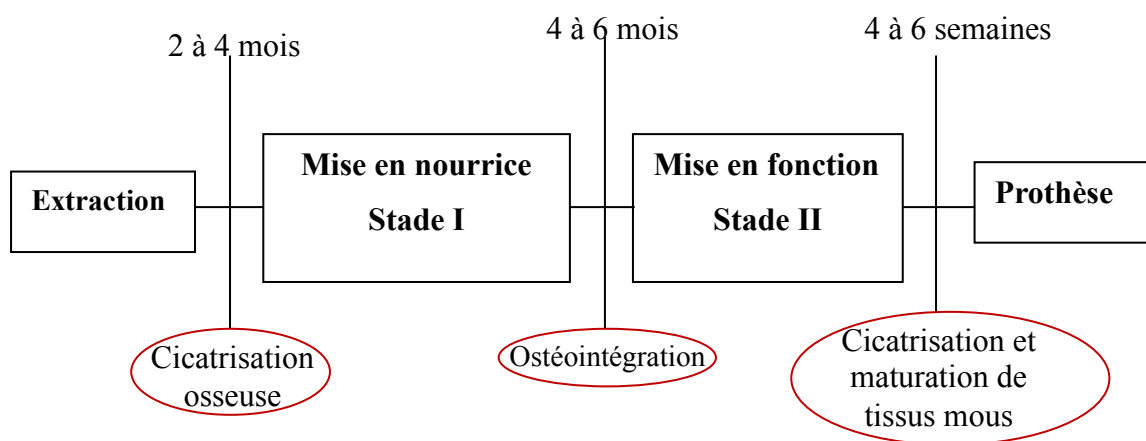 2 à 4 mois
4 à 6 mois
4 à 6 semaines
Extraction
Mise en nourrice
Stade I
Mise en fonction
Stade II
Prothèse
Cicatrisation
osseuse
Ostéointégration
Cicatrisation et
maturation de
tissus mous